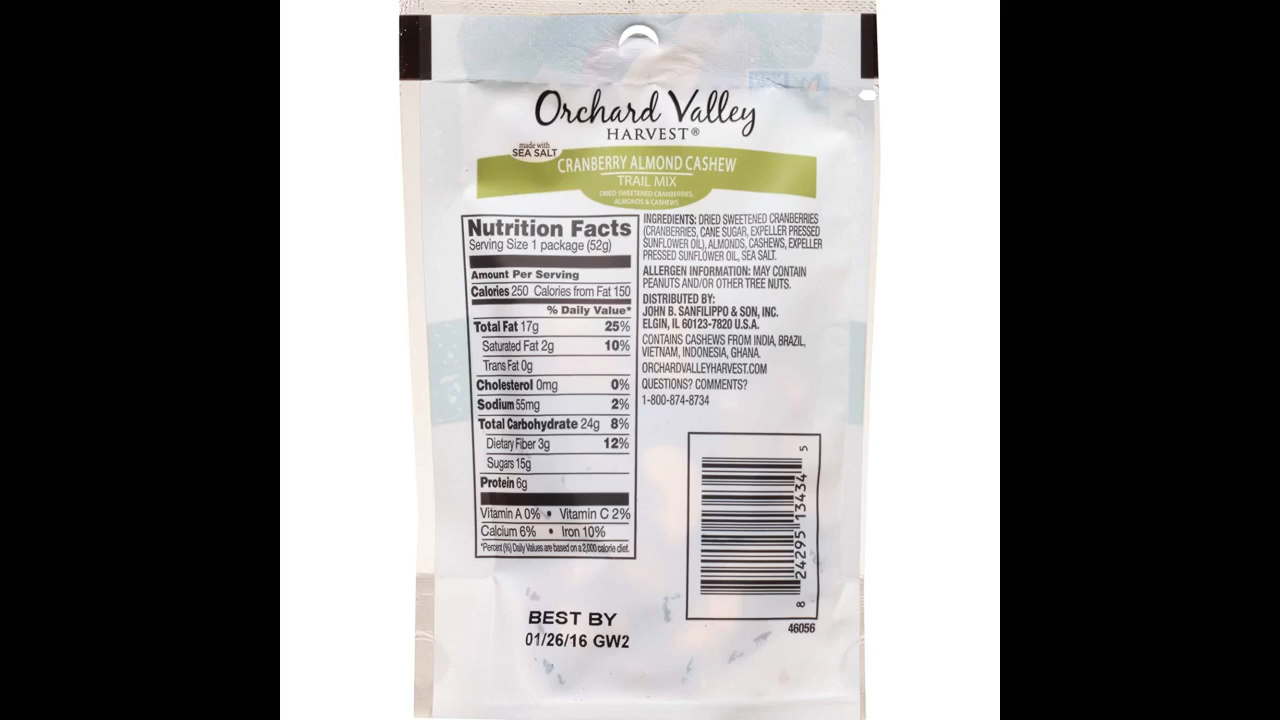 Orchard Valley
HARVEST®
made with
SEA SALT
CRANBERRY ALMOND CASHEW
TRAIL MIX
DRIED SWEETENED CRANBERRIES,
ALMONDS & CASHEWS
Nutrition Facts
Serving Size 1 package (52g)
Amount Per Serving
Calories 250 Calories from Fat 150
% Daily Value*
Total Fat 17g 25%
Saturated Fat 2g 10%
Trans Fat 0g
Cholesterol 0mg 0%
Sodium 55mg 2%
Total Carbohydrate 24g 8%
Dietary Fiber 3g 12%
Sugars 15g
Protein 6g
Vitamin A 0% • Vitamin C 2%
Calcium 6% • Iron 10%
*Percent (%) Daily Values are based on a 2,000 calorie diet.
INGREDIENTS: DRIED SWEETENED CRANBERRIES
(CRANBERRIES, CANE SUGAR, EXPELLER PRESSED
SUNFLOWER OIL), ALMONDS, CASHEWS, EXPELLER
PRESSED SUNFLOWER OIL, SEA SALT.
ALLERGEN INFORMATION: MAY CONTAIN
PEANUTS AND/OR OTHER TREE NUTS.
DISTRIBUTED BY:
JOHN B. SANFILIPPO & SON, INC.
ELGIN, IL 60123-7820 U.S.A.
CONTAINS CASHEWS FROM INDIA, BRAZIL,
VIETNAM, INDONESIA, GHANA.
ORCHARDVALLEYHARVEST.COM
QUESTIONS? COMMENTS?
1-800-874-8734
8 24295 13434 5
46056
BEST BY
01/26/16 GW2